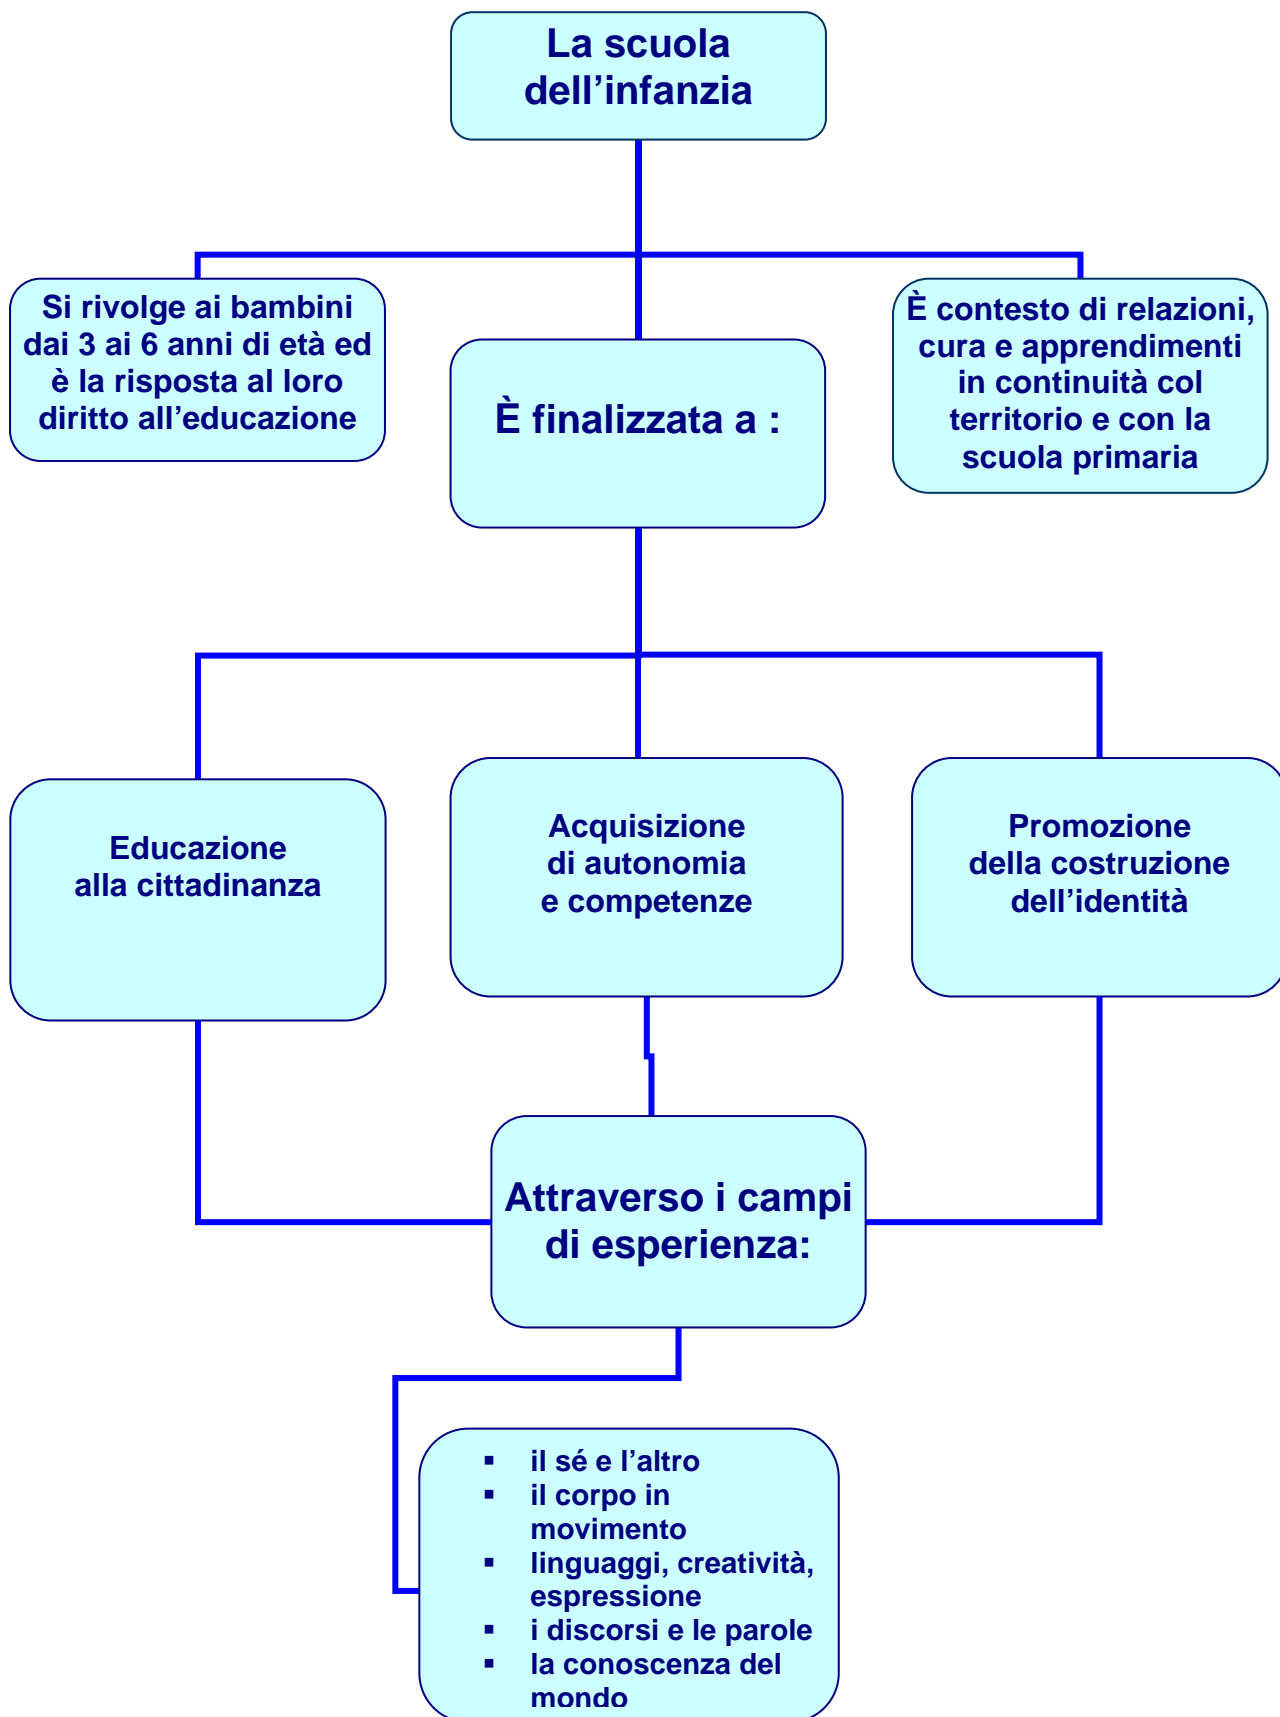 La scuola
dell’infanzia
Si rivolge ai bambini
dai 3 ai 6 anni di età ed
è la risposta al loro
diritto all’educazione
È finalizzata a :
È contesto di relazioni,
cura e apprendimenti
in continuità col
territorio e con la
scuola primaria
Educazione
alla cittadinanza
Acquisizione
di autonomia
e competenze
Promozione
della costruzione
dell’identità
Attraverso i campi
di esperienza:
▪ il sé e l’altro
▪ il corpo in
movimento
▪ linguaggi, creatività,
espressione
▪ i discorsi e le parole
▪ la conoscenza del
mondo